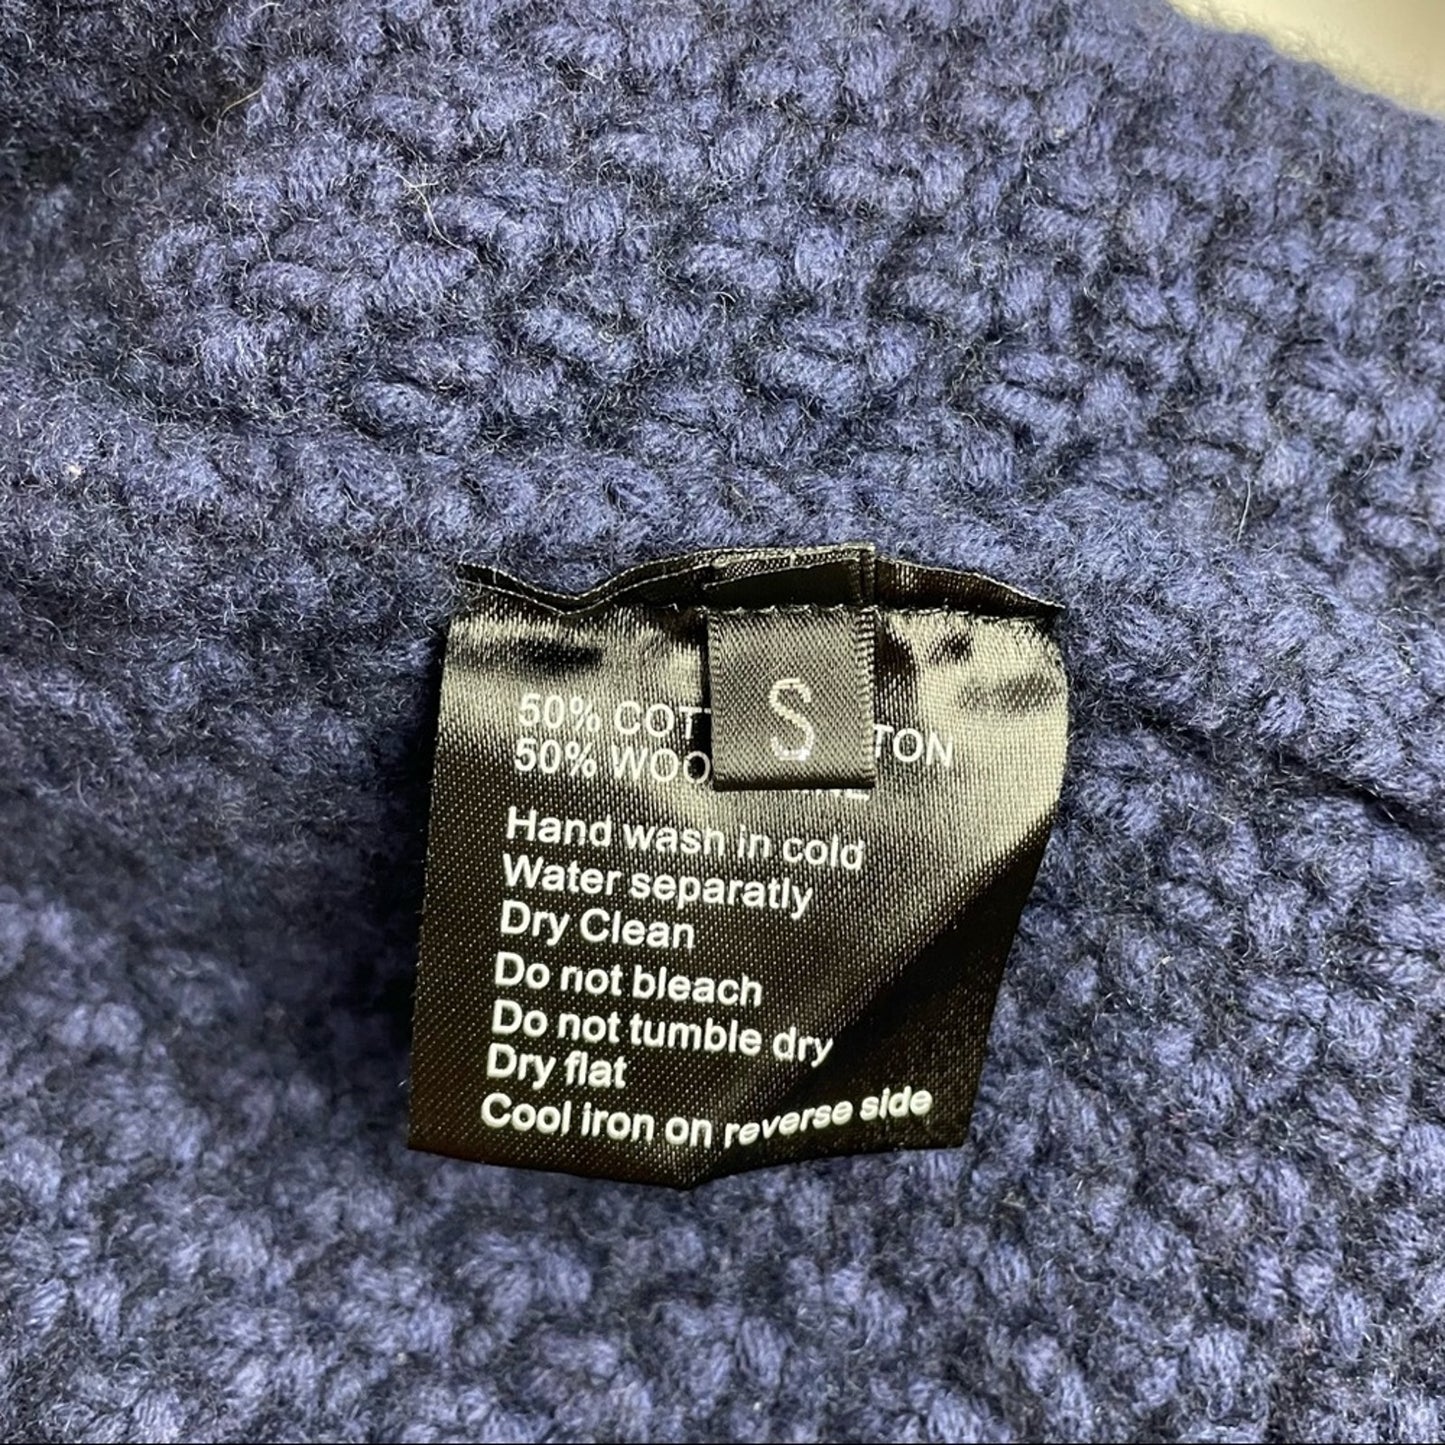 S
50% COT TON
50% WOO
Hand wash in cold
Water separatly
Dry Clean
Do not bleach
Do not tumble dry
Dry flat
Cool iron on reverse side